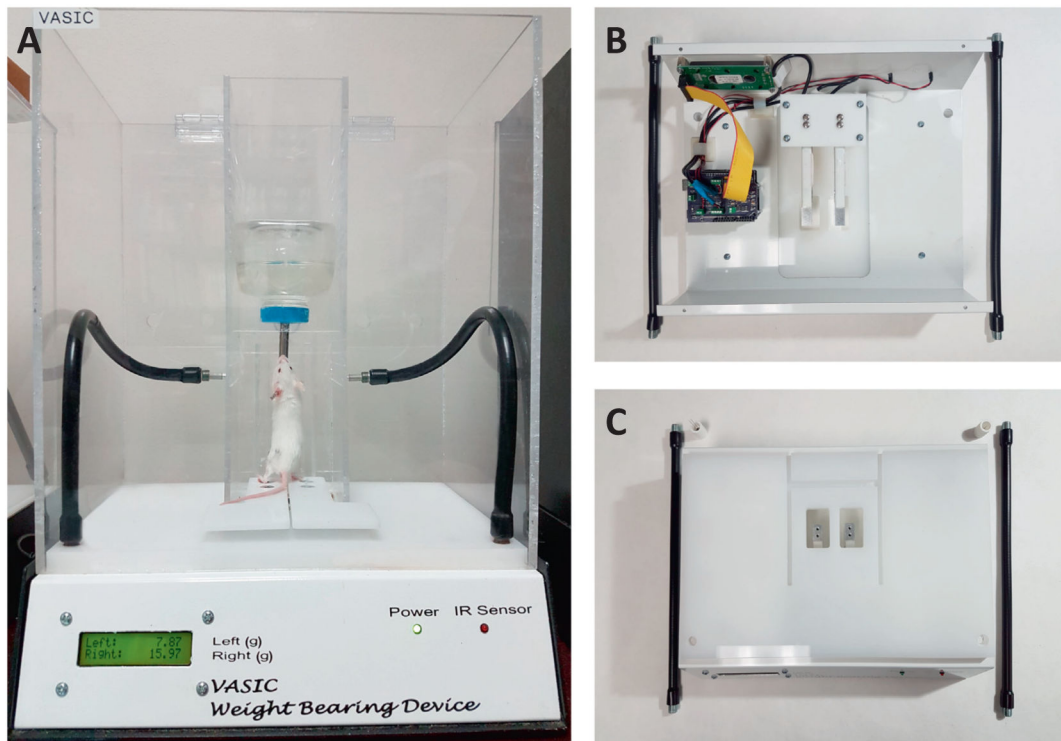 VASIC
A
Power IR Sensor
Left: 7.87
Right: 15.97
Left (g)
Right (g)
VASIC
Weight Bearing Device
B
C